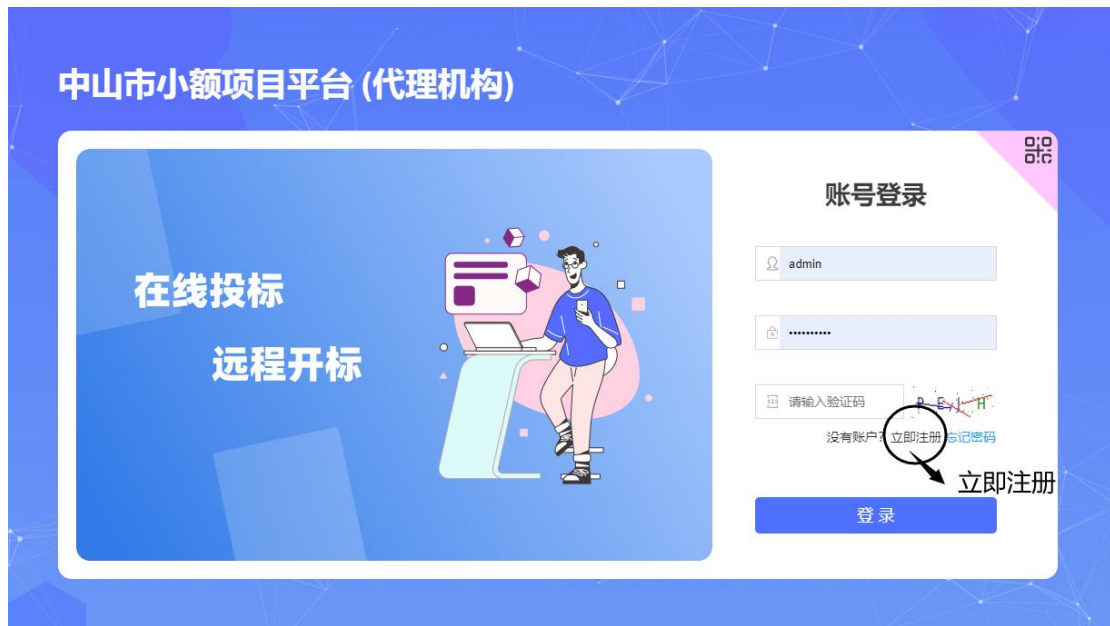 中山市小额项目平台 (代理机构)
账号登录
在线投标
远程开标
admin
••••••••••
请输入验证码
P E J H
没有账户? 立即注册 忘记密码
立即注册
登 录